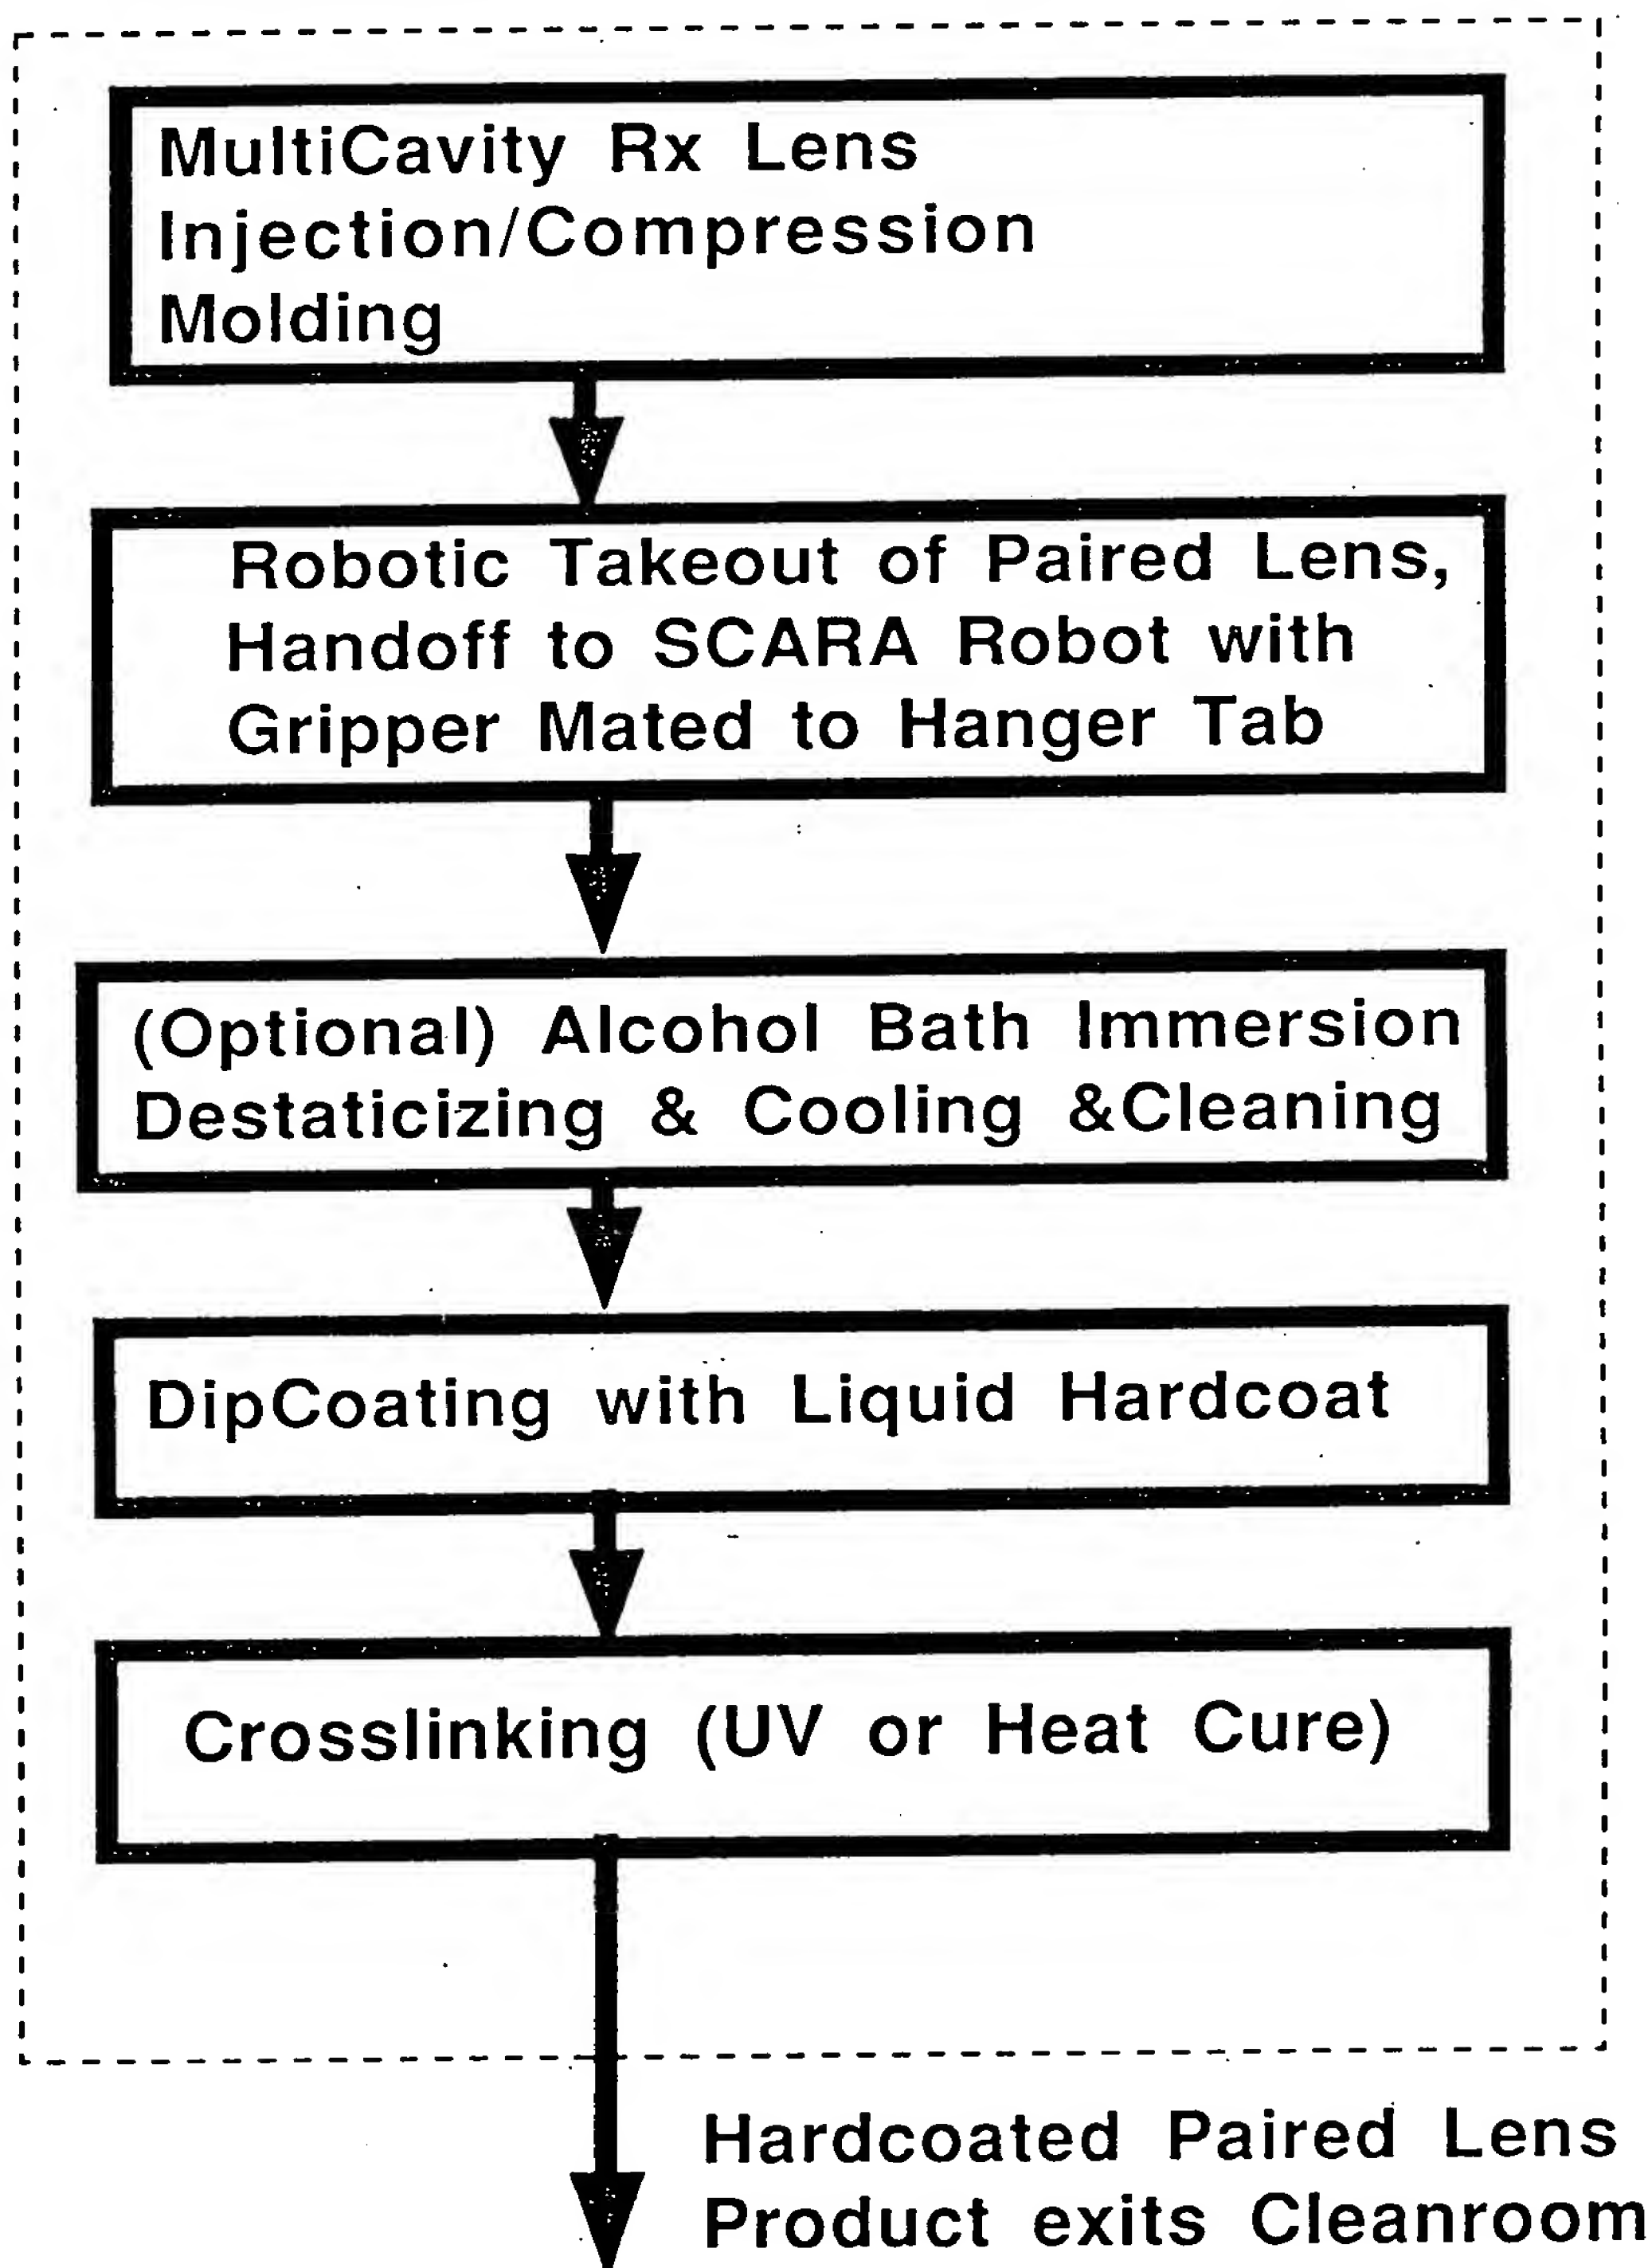 MultiCavity Rx Lens
Injection/Compression
Molding
Robotic Takeout of Paired Lens,
Handoff to SCARA Robot with
Gripper Mated to Hanger Tab
(Optional) Alcohol Bath Immersion
Destaticizing & Cooling &Cleaning
DipCoating with Liquid Hardcoat
Crosslinking (UV or Heat Cure)
Hardcoated Paired Lens
Product exits Cleanroom